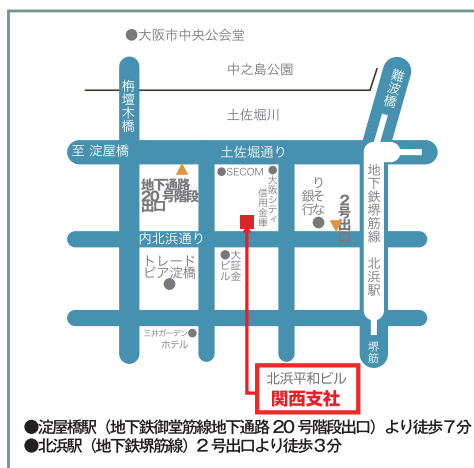 ●大阪市中央公会堂
中之島公園
難波橋
栴壇木橋
土佐堀川
至 淀屋橋
土佐堀通り
地下通路
20号階段
出口
●SECOM
大阪シティ
信用金庫
りそな
銀行
2号出口
地下鉄堺筋線 北浜駅
内北浜通り
トレード
ピア淀橋
大証金
ビル
三井ガーデン
ホテル
堺筋
北浜平和ビル
関西支社
●淀屋橋駅（地下鉄御堂筋線地下通路 20 号階段出口）より徒歩7分
●北浜駅（地下鉄堺筋線）2 号出口より徒歩3分